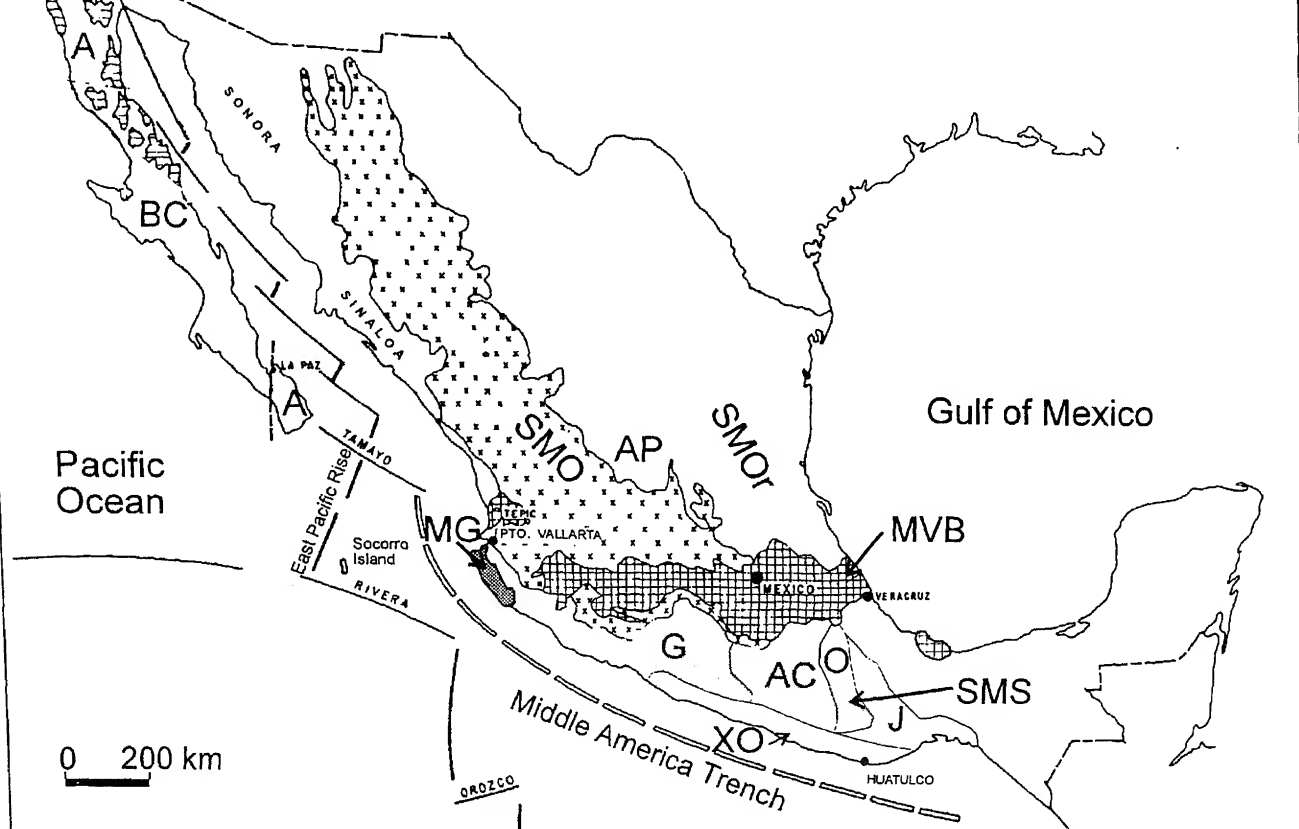 A
SONORA
BC
SINALOA
LA PAZ
A
TAMAYO
SMO
AP
SMOr
Gulf of Mexico
Pacific
Ocean
East Pacific Rise
MG
TEPIC
PTO. VALLARTA
MVB
Socorro
Island
RIVERA
MEXICO
VERACRUZ
G
AC
O
SMS
J
XO
Middle America Trench
0 200 km
HUATULCO
OROZCO